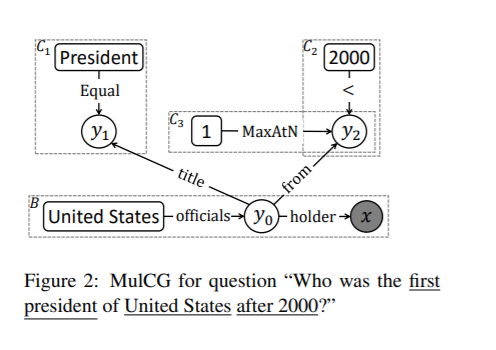 C1 President
Equal
y1
C2 2000
<
C3 1 MaxAtN y2
title
from
B United States officials y0 holder x
Figure 2: MulCG for question “Who was the first
president of United States after 2000?”